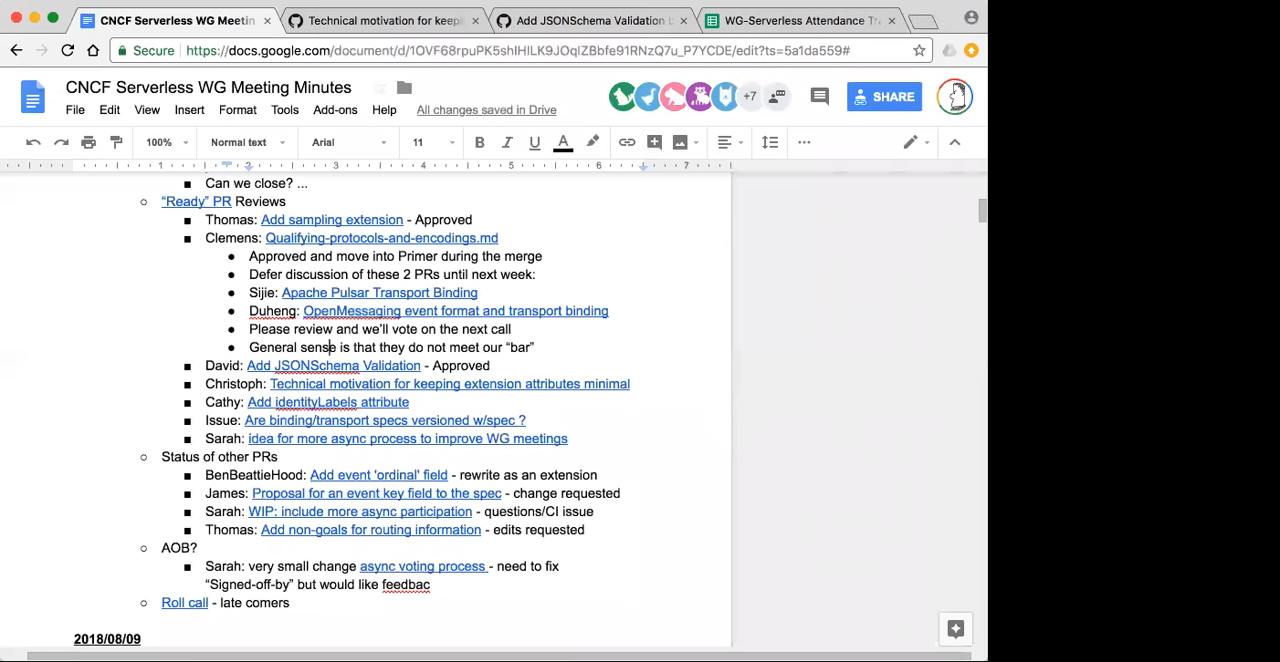 CNCF Serverless WG Meetin
Technical motivation for keepi
Add JSONSchema Validation b
WG-Serverless Attendance Tr
Secure https://docs.google.com/document/d/1OVF68rpuPK5shIHILK9JOqlZBbfe91RNzQ7u_P7YCDE/edit?ts=5a1da559#
CNCF Serverless WG Meeting Minutes
File Edit View Insert Format Tools Add-ons Help All changes saved in Drive
+7
SHARE
100% Normal text Arial 11 B I U A
1 2 3 4 5 6 7
Can we close? ...
“Ready” PR Reviews
Thomas: Add sampling extension - Approved
Clemens: Qualifying-protocols-and-encodings.md
Approved and move into Primer during the merge
Defer discussion of these 2 PRs until next week:
Sijie: Apache Pulsar Transport Binding
Duheng: OpenMessaging event format and transport binding
Please review and we’ll vote on the next call
General sense is that they do not meet our “bar”
David: Add JSONSchema Validation - Approved
Christoph: Technical motivation for keeping extension attributes minimal
Cathy: Add identityLabels attribute
Issue: Are binding/transport specs versioned w/spec ?
Sarah: idea for more async process to improve WG meetings
Status of other PRs
BenBeattieHood: Add event 'ordinal' field - rewrite as an extension
James: Proposal for an event key field to the spec - change requested
Sarah: WIP: include more async participation - questions/CI issue
Thomas: Add non-goals for routing information - edits requested
AOB?
Sarah: very small change async voting process - need to fix
“Signed-off-by” but would like feedbac
Roll call - late comers
2018/08/09